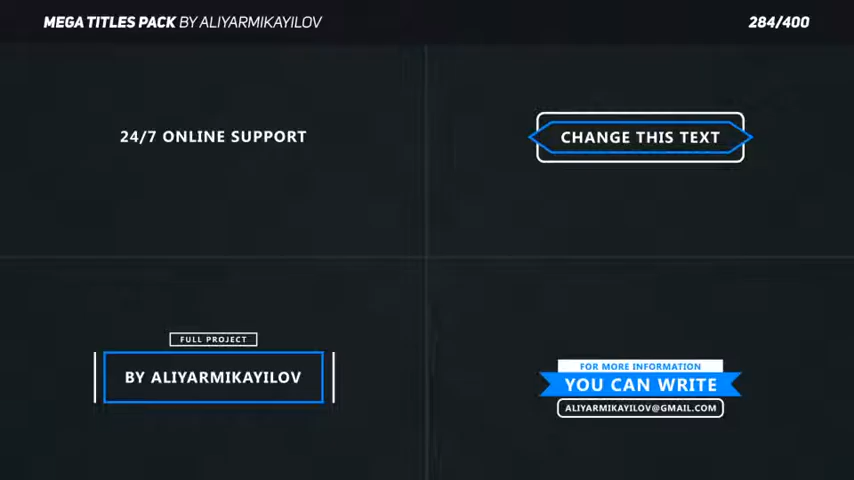 MEGA TITLES PACK BY ALIYARMIKAYILOV
284/400
24/7 ONLINE SUPPORT
CHANGE THIS TEXT
FULL PROJECT
BY ALIYARMIKAYILOV
FOR MORE INFORMATION
YOU CAN WRITE
ALIYARMIKAYILOV@GMAIL.COM